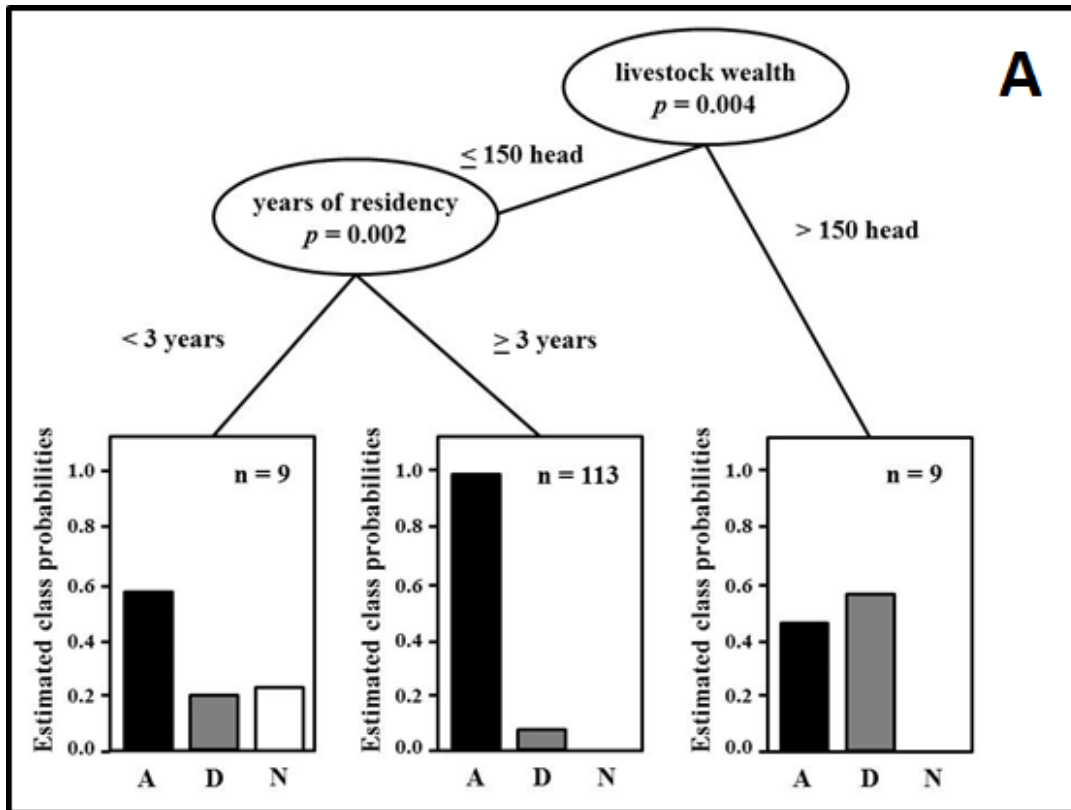 A
livestock wealth
p = 0.004
≤ 150 head
> 150 head
years of residency
p = 0.002
< 3 years
≥ 3 years
Estimated class probabilities
1.0
0.8
0.6
0.4
0.2
0.0
n = 9
A D N
Estimated class probabilities
1.0
0.8
0.6
0.4
0.2
0.0
n = 113
A D N
Estimated class probabilities
1.0
0.8
0.6
0.4
0.2
0.0
n = 9
A D N